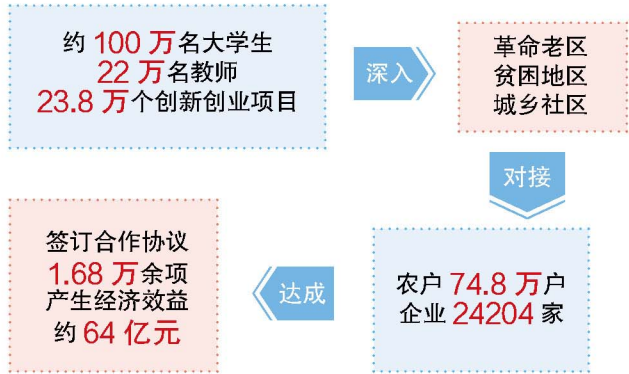 约 100 万名大学生
22 万名教师
23.8 万个创新创业项目
深入
革命老区
贫困地区
城乡社区
对接
农户 74.8 万户
企业 24204 家
达成
签订合作协议
1.68 万余项
产生经济效益
约 64 亿元